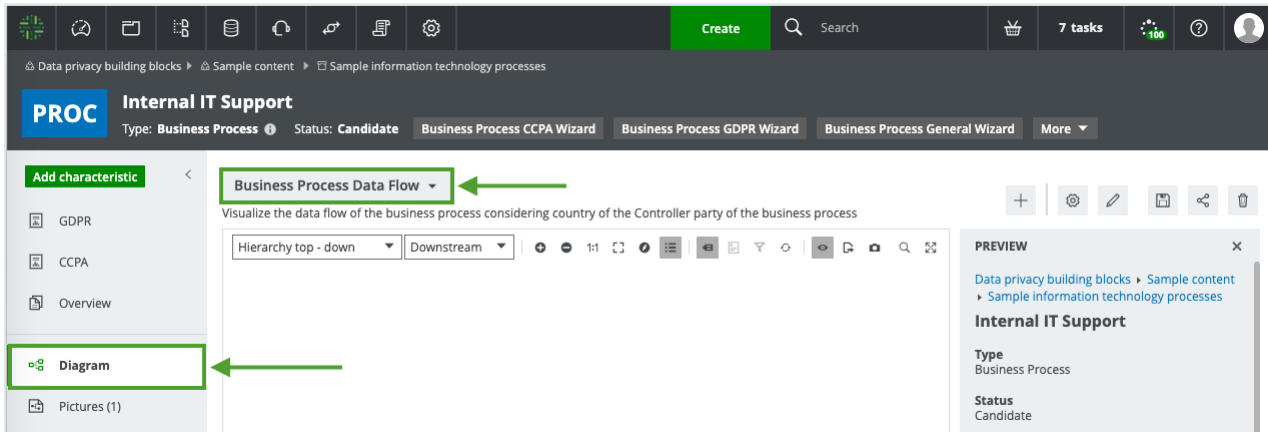 Create
Search
7 tasks
100
Data privacy building blocks
Sample content
Sample information technology processes
PROC
Internal IT Support
Type: Business Process
Status: Candidate
Business Process CCPA Wizard
Business Process GDPR Wizard
Business Process General Wizard
More
Add characteristic
GDPR
CCPA
Overview
Diagram
Pictures (1)
Business Process Data Flow
Visualize the data flow of the business process considering country of the Controller party of the business process
Hierarchy top - down
Downstream
1:1
PREVIEW
Data privacy building blocks ▸ Sample content
▸ Sample information technology processes
Internal IT Support
Type
Business Process
Status
Candidate